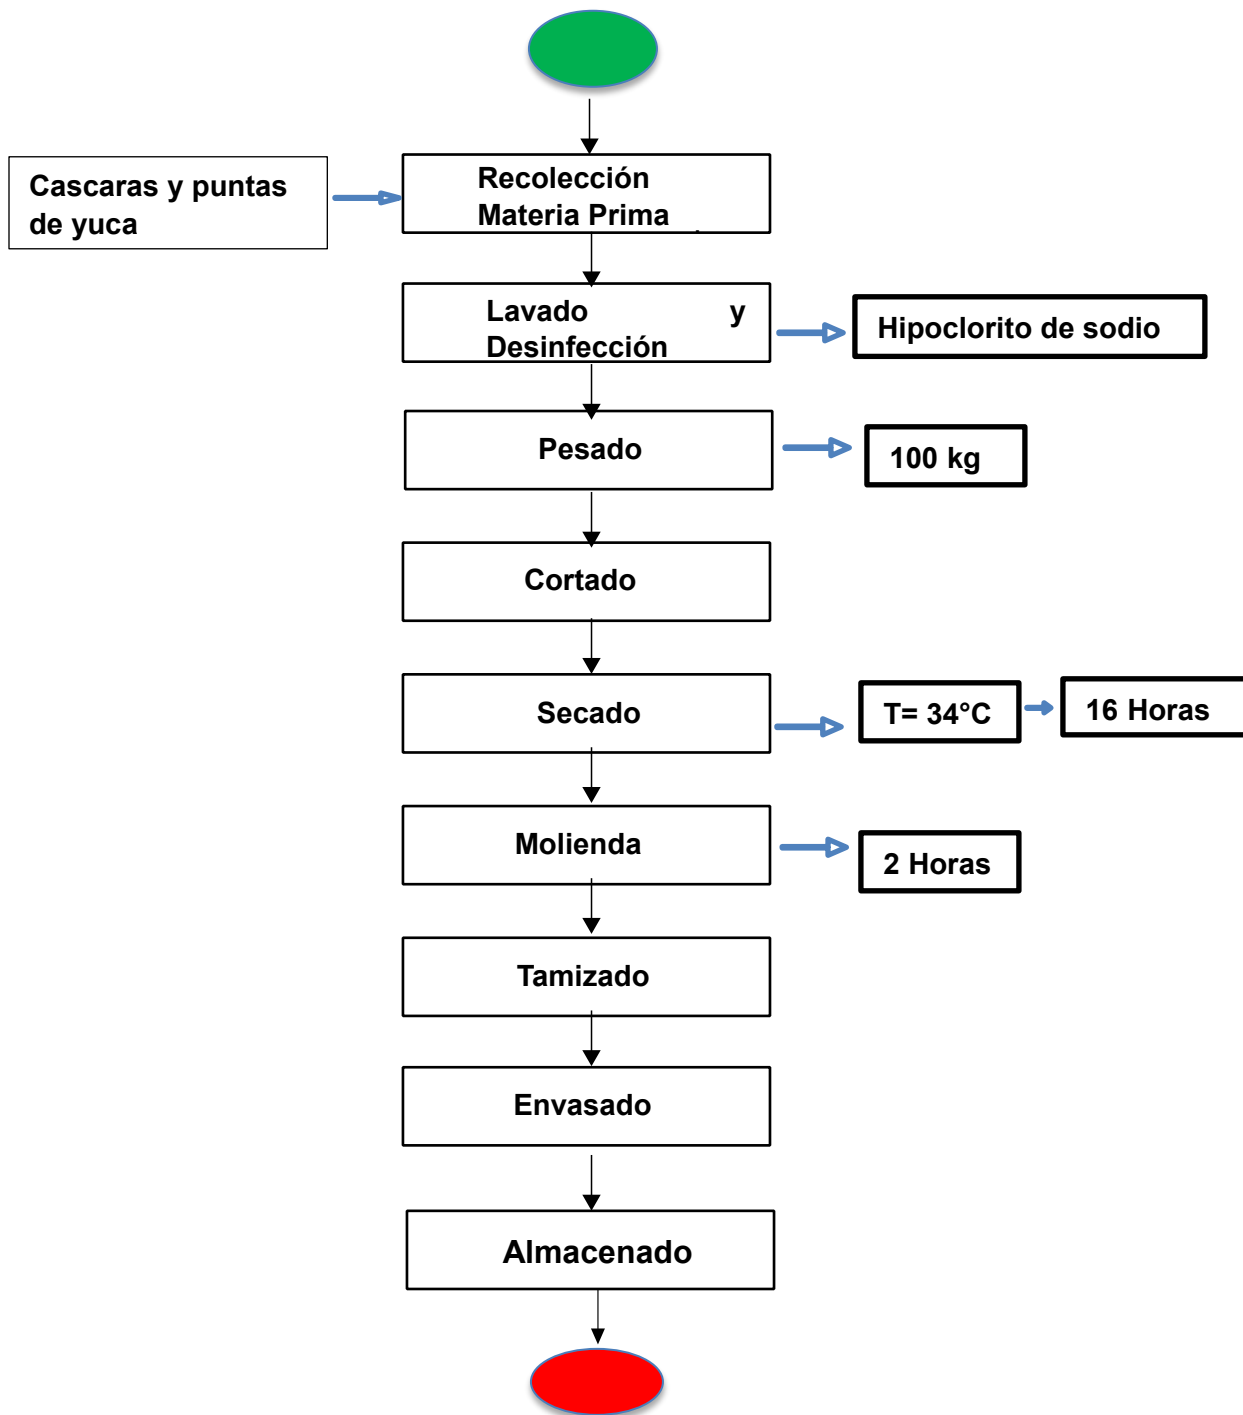 Cascaras y puntas
de yuca
Recolección
Materia Prima
Lavado y
Desinfección
Hipoclorito de sodio
Pesado
100 kg
Cortado
Secado
T= 34°C
16 Horas
Molienda
2 Horas
Tamizado
Envasado
Almacenado